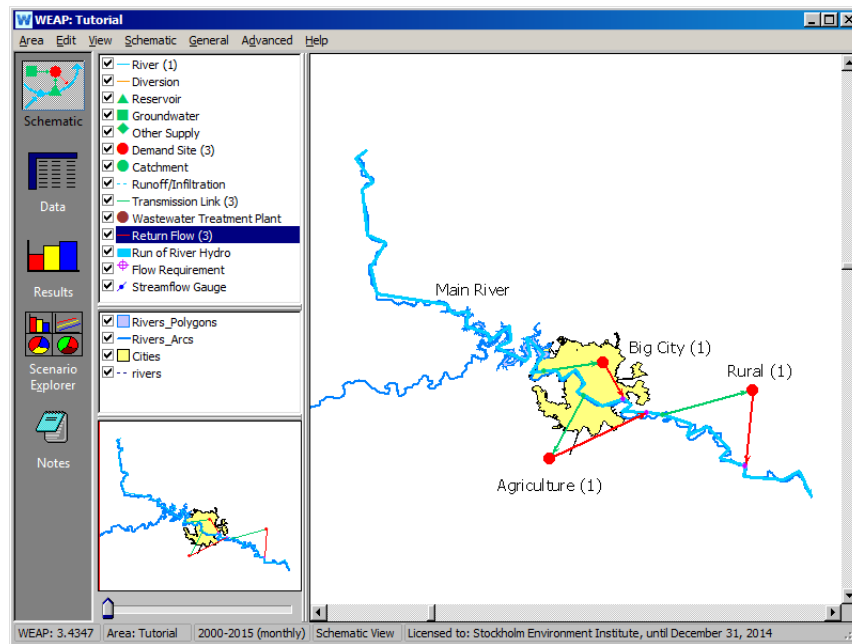 WEAP: Tutorial
Area Edit View Schematic General Advanced Help
Schematic
Data
Results
Scenario
Explorer
Notes
River (1)
Diversion
Reservoir
Groundwater
Other Supply
Demand Site (3)
Catchment
Runoff/Infiltration
Transmission Link (3)
Wastewater Treatment Plant
Return Flow (3)
Run of River Hydro
Flow Requirement
Streamflow Gauge
Rivers_Polygons
Rivers_Arcs
Cities
rivers
Main River
Big City (1)
Rural (1)
Agriculture (1)
WEAP: 3.4347 Area: Tutorial 2000-2015 (monthly) Schematic View Licensed to: Stockholm Environment Institute, until December 31, 2014